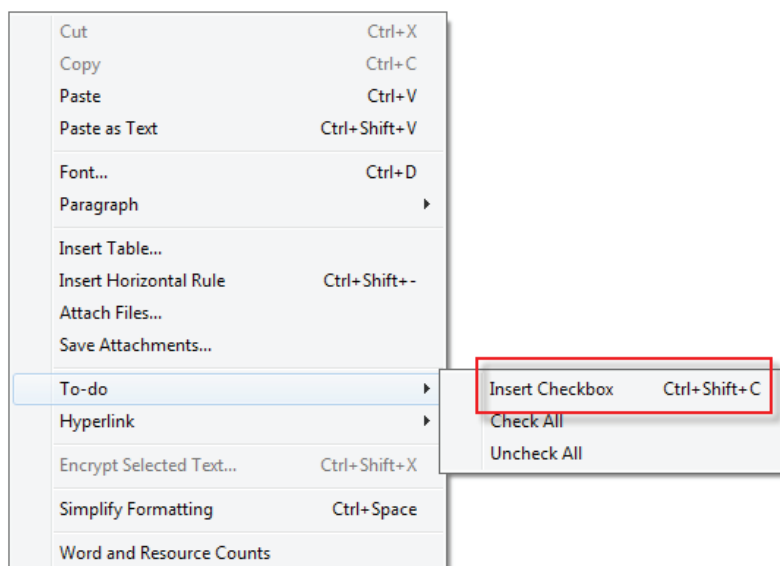 Cut Ctrl+X
Copy Ctrl+C
Paste Ctrl+V
Paste as Text Ctrl+Shift+V
Font... Ctrl+D
Paragraph
Insert Table...
Insert Horizontal Rule Ctrl+Shift+-
Attach Files...
Save Attachments...
To-do
Hyperlink
Encrypt Selected Text... Ctrl+Shift+X
Simplify Formatting Ctrl+Space
Word and Resource Counts
Insert Checkbox Ctrl+Shift+C
Check All
Uncheck All